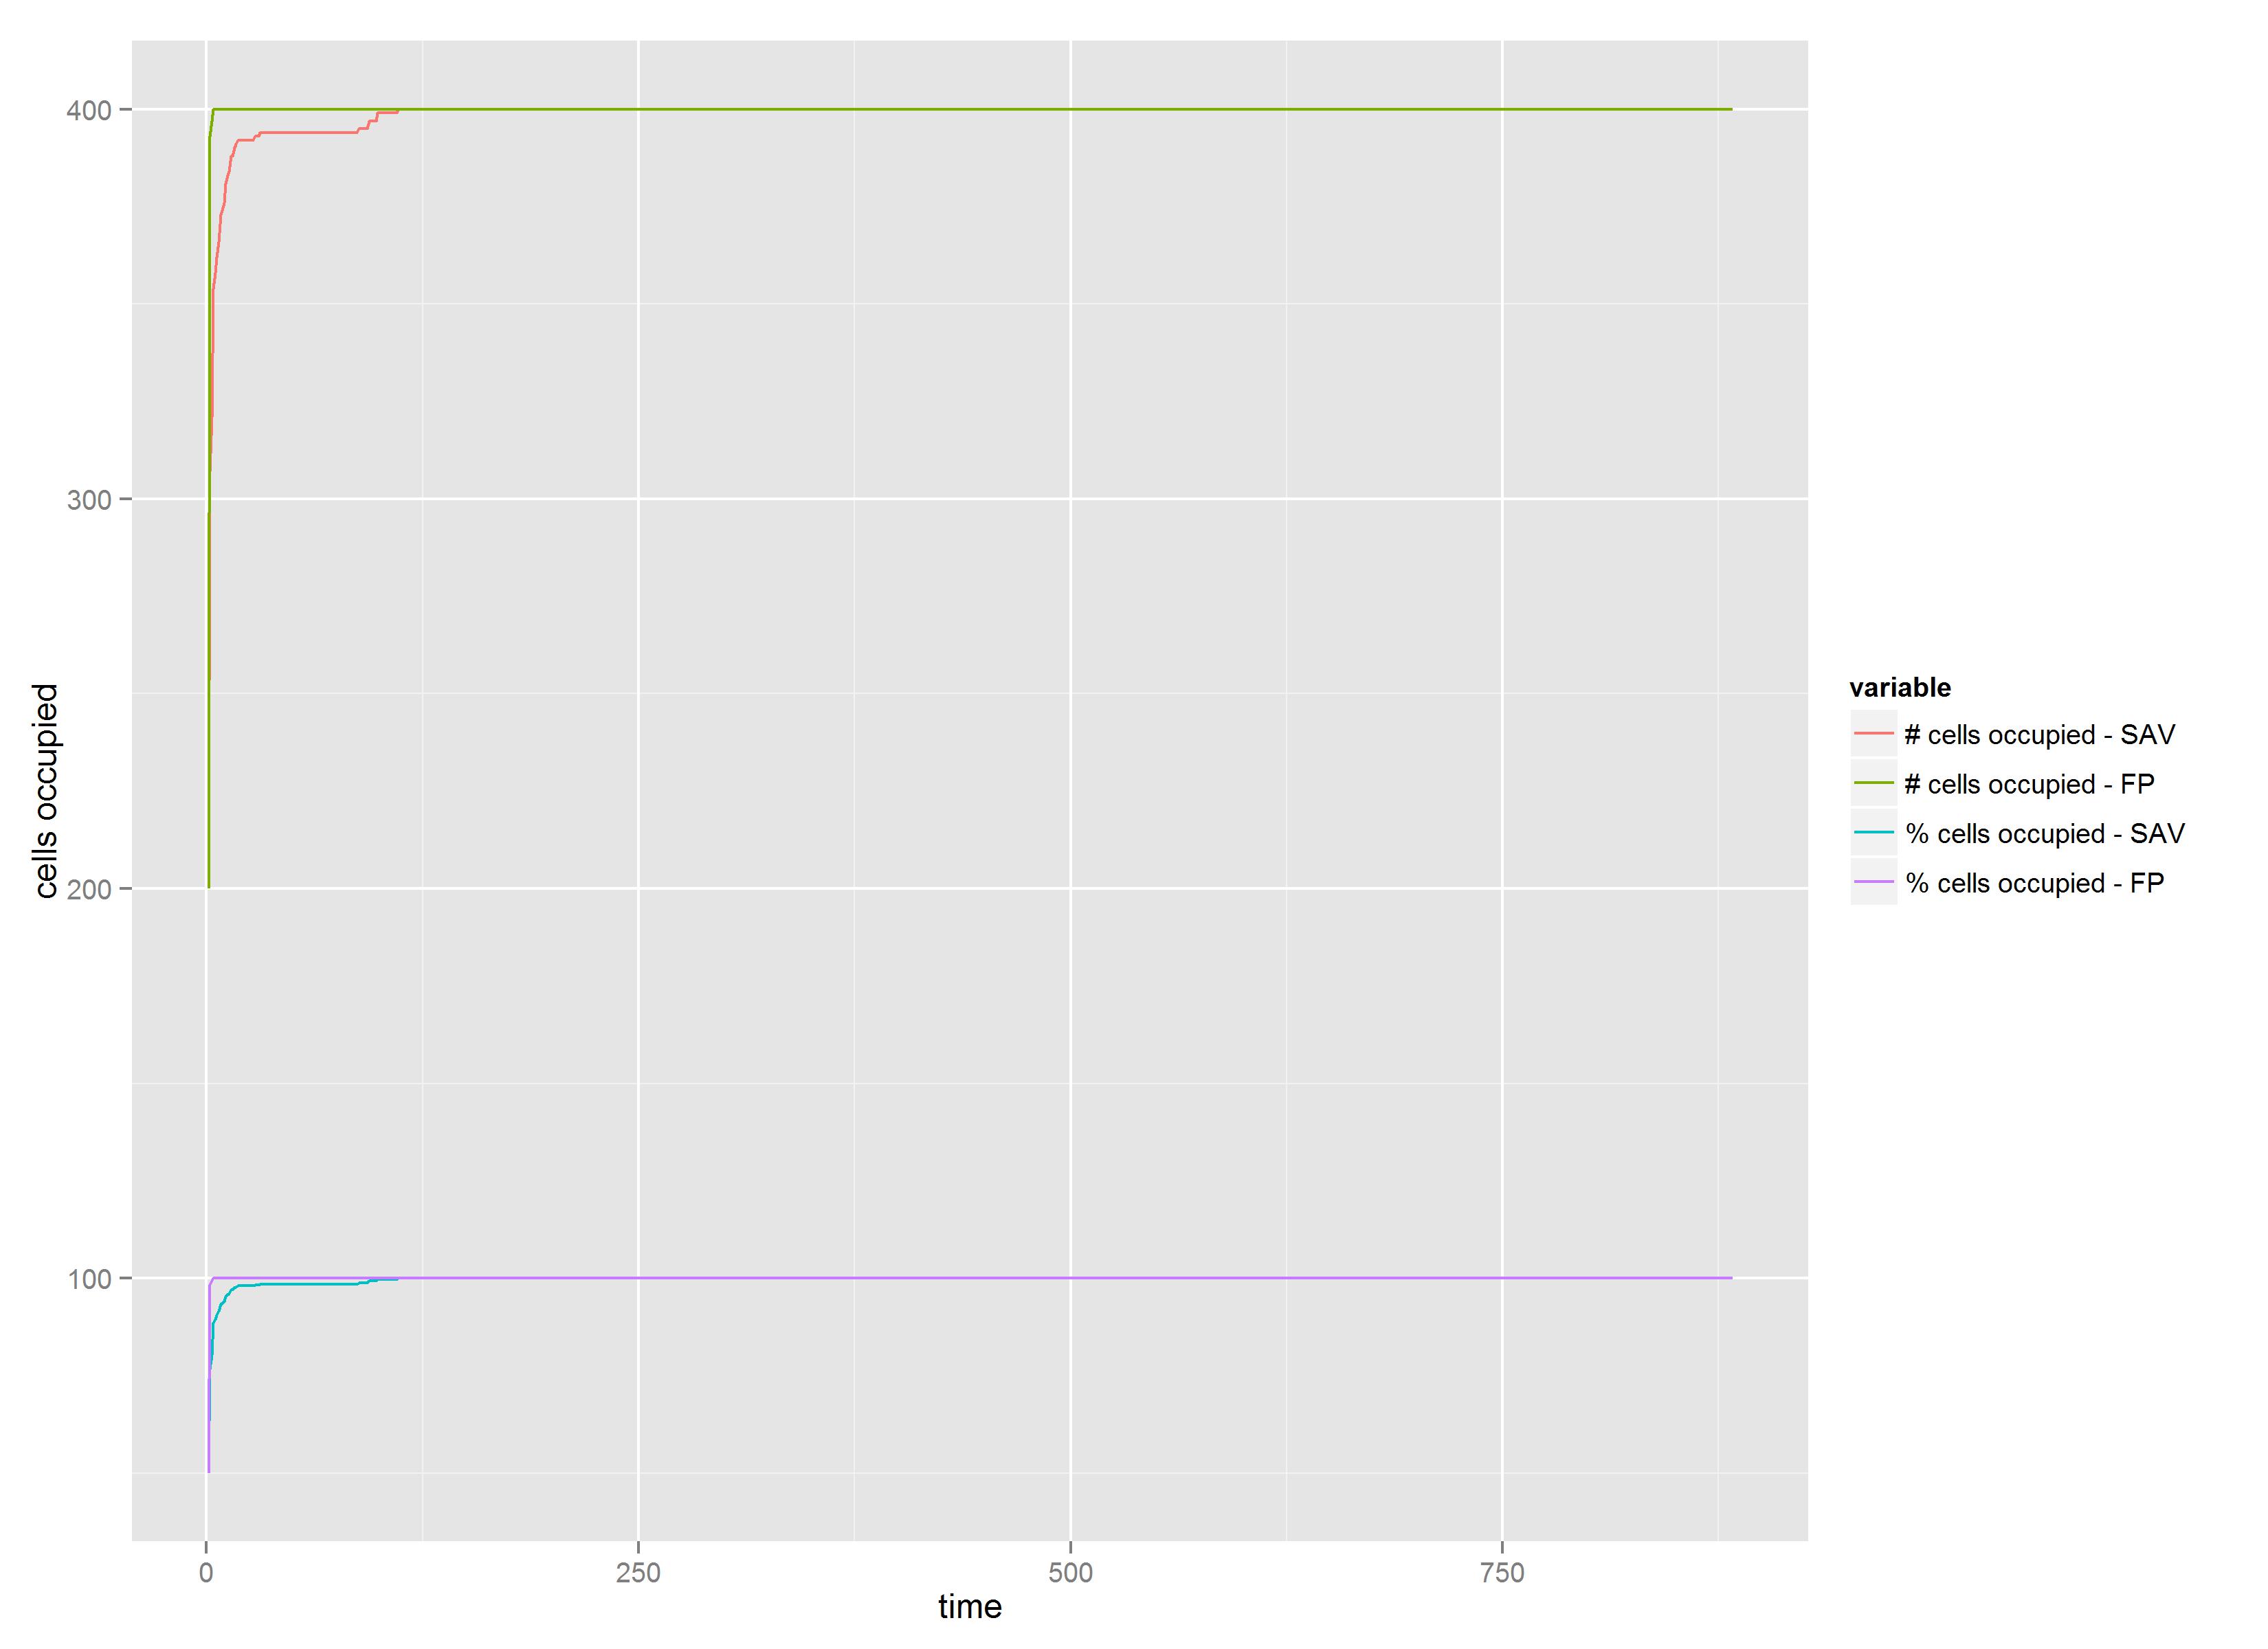 400
300
200
100
cells occupied
0
250
500
750
time
variable
# cells occupied - SAV
# cells occupied - FP
% cells occupied - SAV
% cells occupied - FP